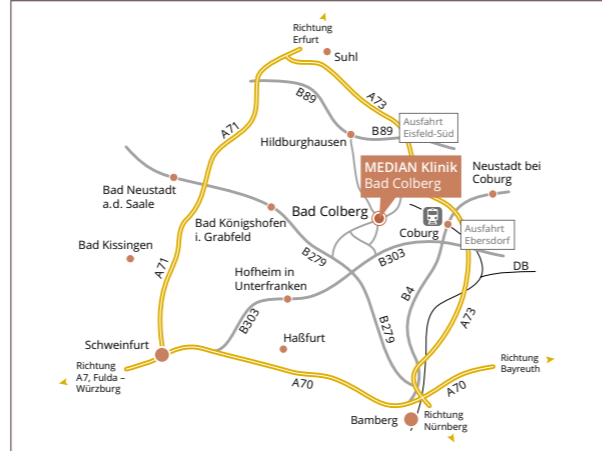 Richtung
Erfurt
Suhl
A73
B89
A71
B89
Ausfahrt
Eisfeld-Süd
Hildburghausen
MEDIAN Klinik
Bad Colberg
Neustadt bei
Coburg
Bad Neustadt
a.d. Saale
Bad Colberg
Bad Königshofen
i. Grabfeld
Coburg
Ausfahrt
Ebersdorf
Bad Kissingen
B279
B303
A71
Hofheim in
Unterfranken
DB
B4
B303
A73
B279
Schweinfurt
Haßfurt
Richtung
A7, Fulda –
Würzburg
A70
A70
Richtung
Bayreuth
Bamberg
Richtung
Nürnberg